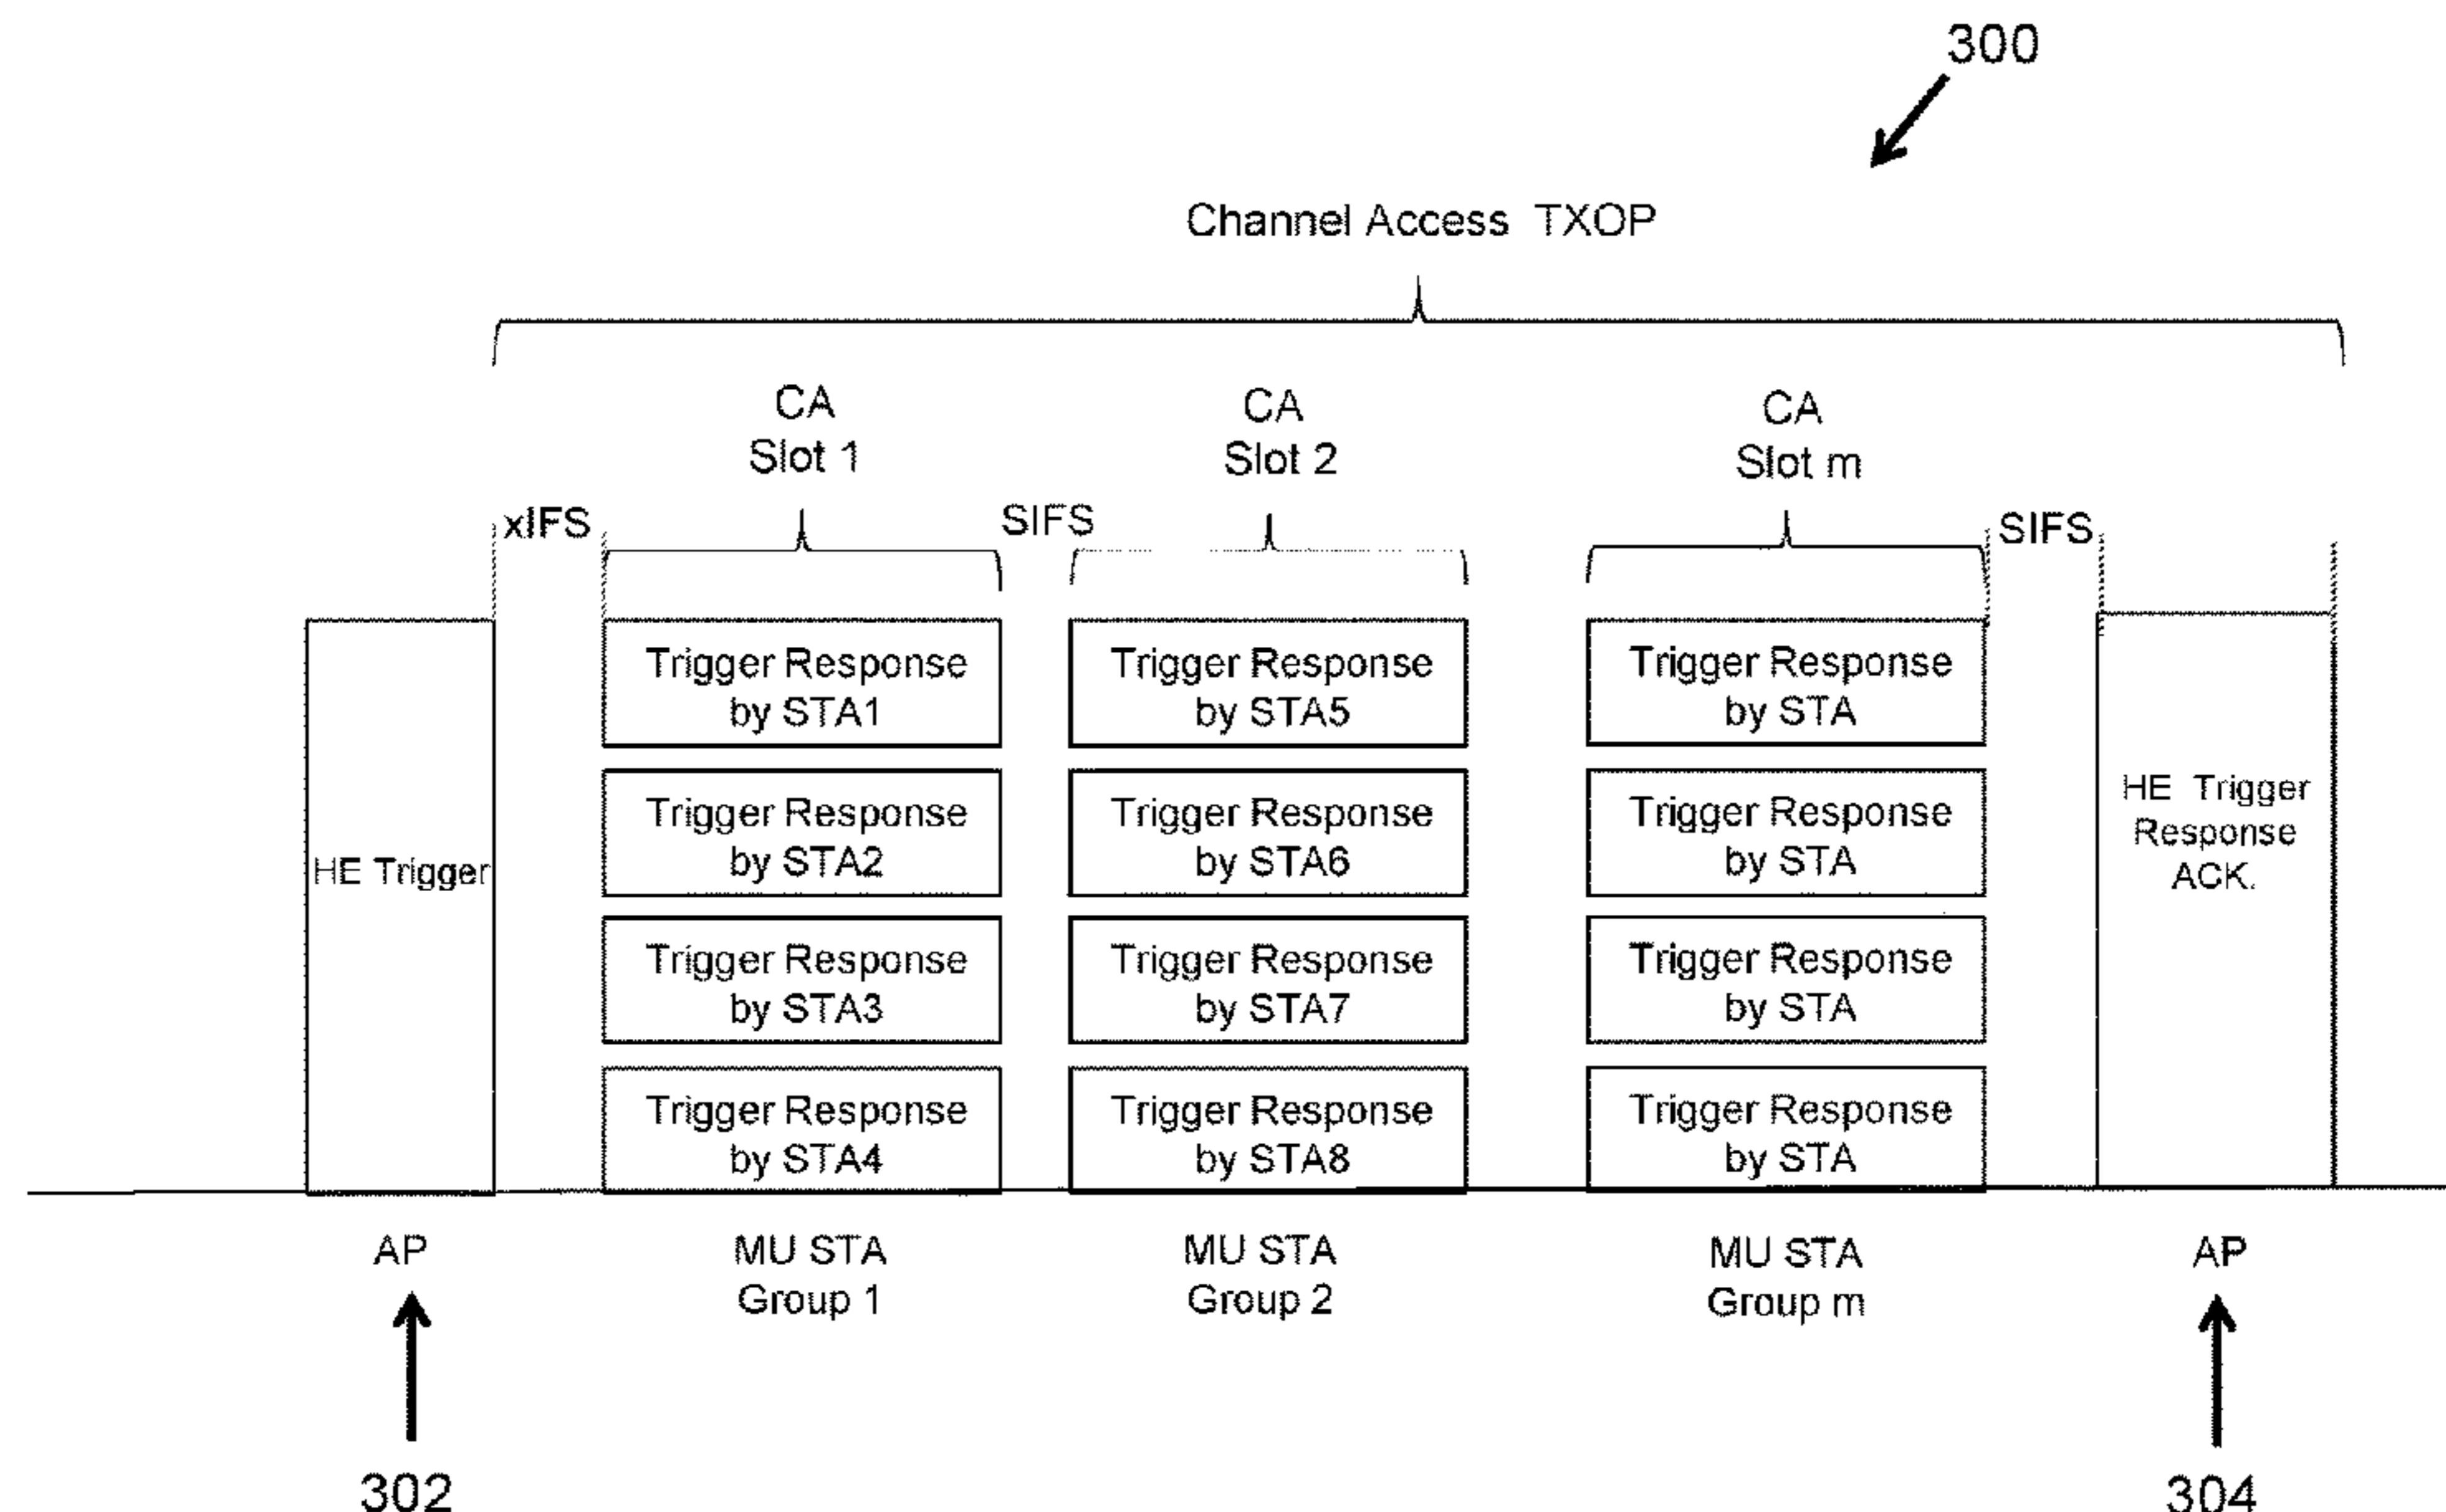 300
Channel Access TXOP
CA
Slot 1
CA
Slot 2
CA
Slot m
xIFS
SIFS
SIFS
HE Trigger
Trigger Response
by STA1
Trigger Response
by STA2
Trigger Response
by STA3
Trigger Response
by STA4
Trigger Response
by STA5
Trigger Response
by STA6
Trigger Response
by STA7
Trigger Response
by STA8
Trigger Response
by STA
Trigger Response
by STA
Trigger Response
by STA
Trigger Response
by STA
HE Trigger
Response
ACK.
AP
MU STA
Group 1
MU STA
Group 2
MU STA
Group m
AP
302
304